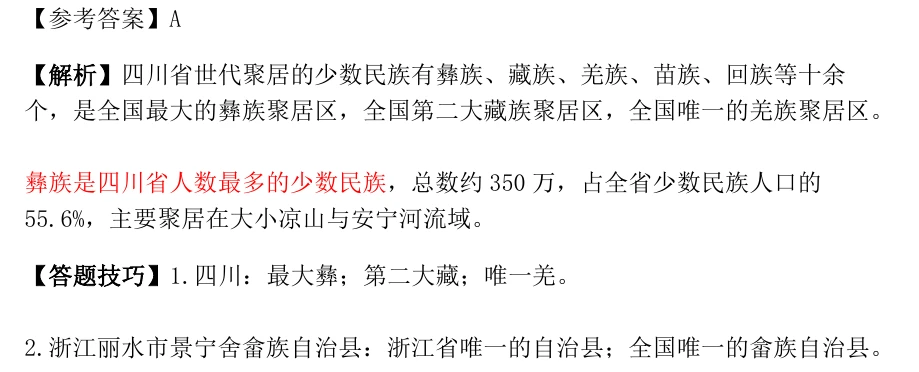 【参考答案】A
【解析】四川省世代聚居的少数民族有彝族、藏族、羌族、苗族、回族等十余
个，是全国最大的彝族聚居区，全国第二大藏族聚居区，全国唯一的羌族聚居区。
彝族是四川省人数最多的少数民族，总数约 350 万，占全省少数民族人口的
55.6%，主要聚居在大小凉山与安宁河流域。
【答题技巧】1.四川：最大彝；第二大藏；唯一羌。
2.浙江丽水市景宁舍畲族自治县：浙江省唯一的自治县；全国唯一的畲族自治县。